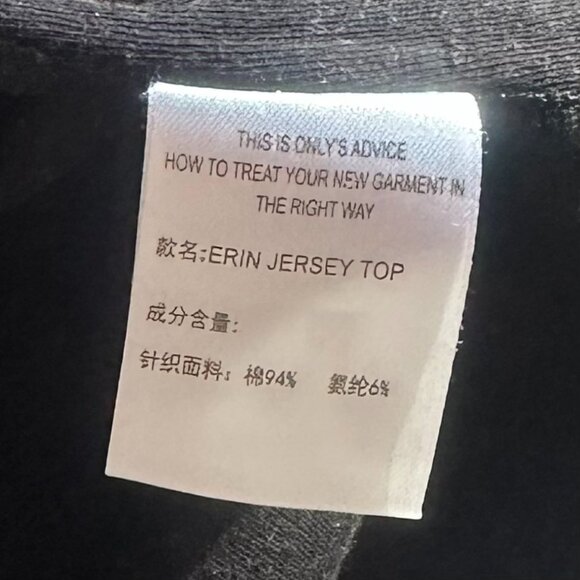 THIS IS ONLY'S ADVICE
HOW TO TREAT YOUR NEW GARMENT IN
THE RIGHT WAY
款名:ERIN JERSEY TOP
成分含量:
针织面料: 棉94% 氨纶6%